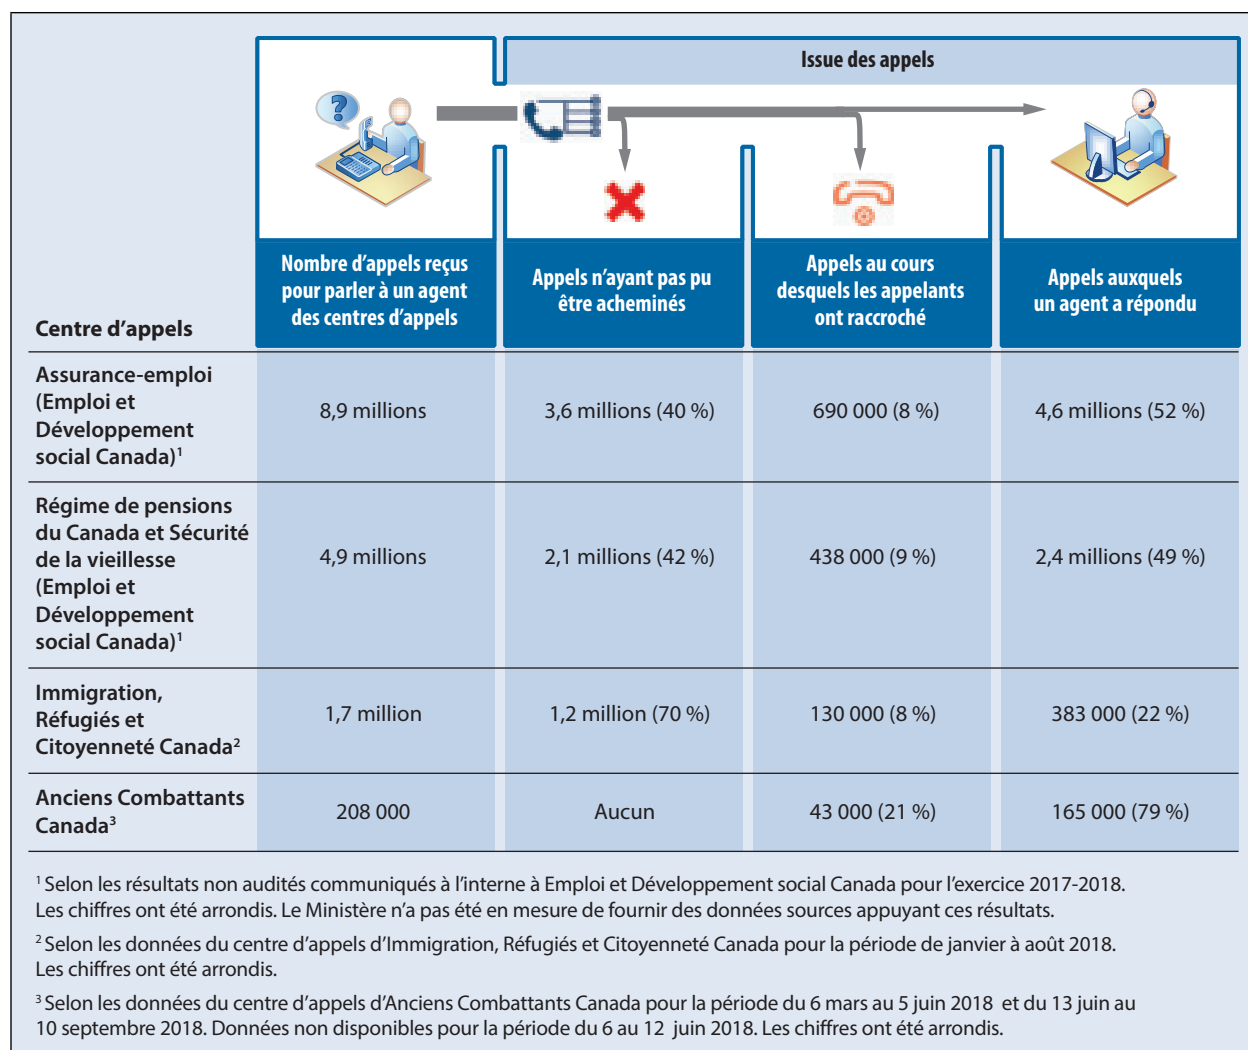 Issue des appels
?
Centre d'appels
Nombre d'appels reçus
pour parler à un agent
des centres d'appels
Appels n'ayant pas pu
être acheminés
Appels au cours
desquels les appelants
ont raccroché
Appels auxquels
un agent a répondu
Assurance-emploi
(Emploi et
Développement
social Canada)¹
8,9 millions
3,6 millions (40 %)
690 000 (8 %)
4,6 millions (52 %)
Régime de pensions
du Canada et Sécurité
de la vieillesse
(Emploi et
Développement
social Canada)¹
4,9 millions
2,1 millions (42 %)
438 000 (9 %)
2,4 millions (49 %)
Immigration,
Réfugiés et
Citoyenneté Canada²
1,7 million
1,2 million (70 %)
130 000 (8 %)
383 000 (22 %)
Anciens Combattants
Canada³
208 000
Aucun
43 000 (21 %)
165 000 (79 %)
¹ Selon les résultats non audités communiqués à l'interne à Emploi et Développement social Canada pour l'exercice 2017-2018.
Les chiffres ont été arrondis. Le Ministère n'a pas été en mesure de fournir des données sources appuyant ces résultats.
² Selon les données du centre d'appels d'Immigration, Réfugiés et Citoyenneté Canada pour la période de janvier à août 2018.
Les chiffres ont été arrondis.
³ Selon les données du centre d'appels d'Anciens Combattants Canada pour la période du 6 mars au 5 juin 2018 et du 13 juin au
10 septembre 2018. Données non disponibles pour la période du 6 au 12 juin 2018. Les chiffres ont été arrondis.